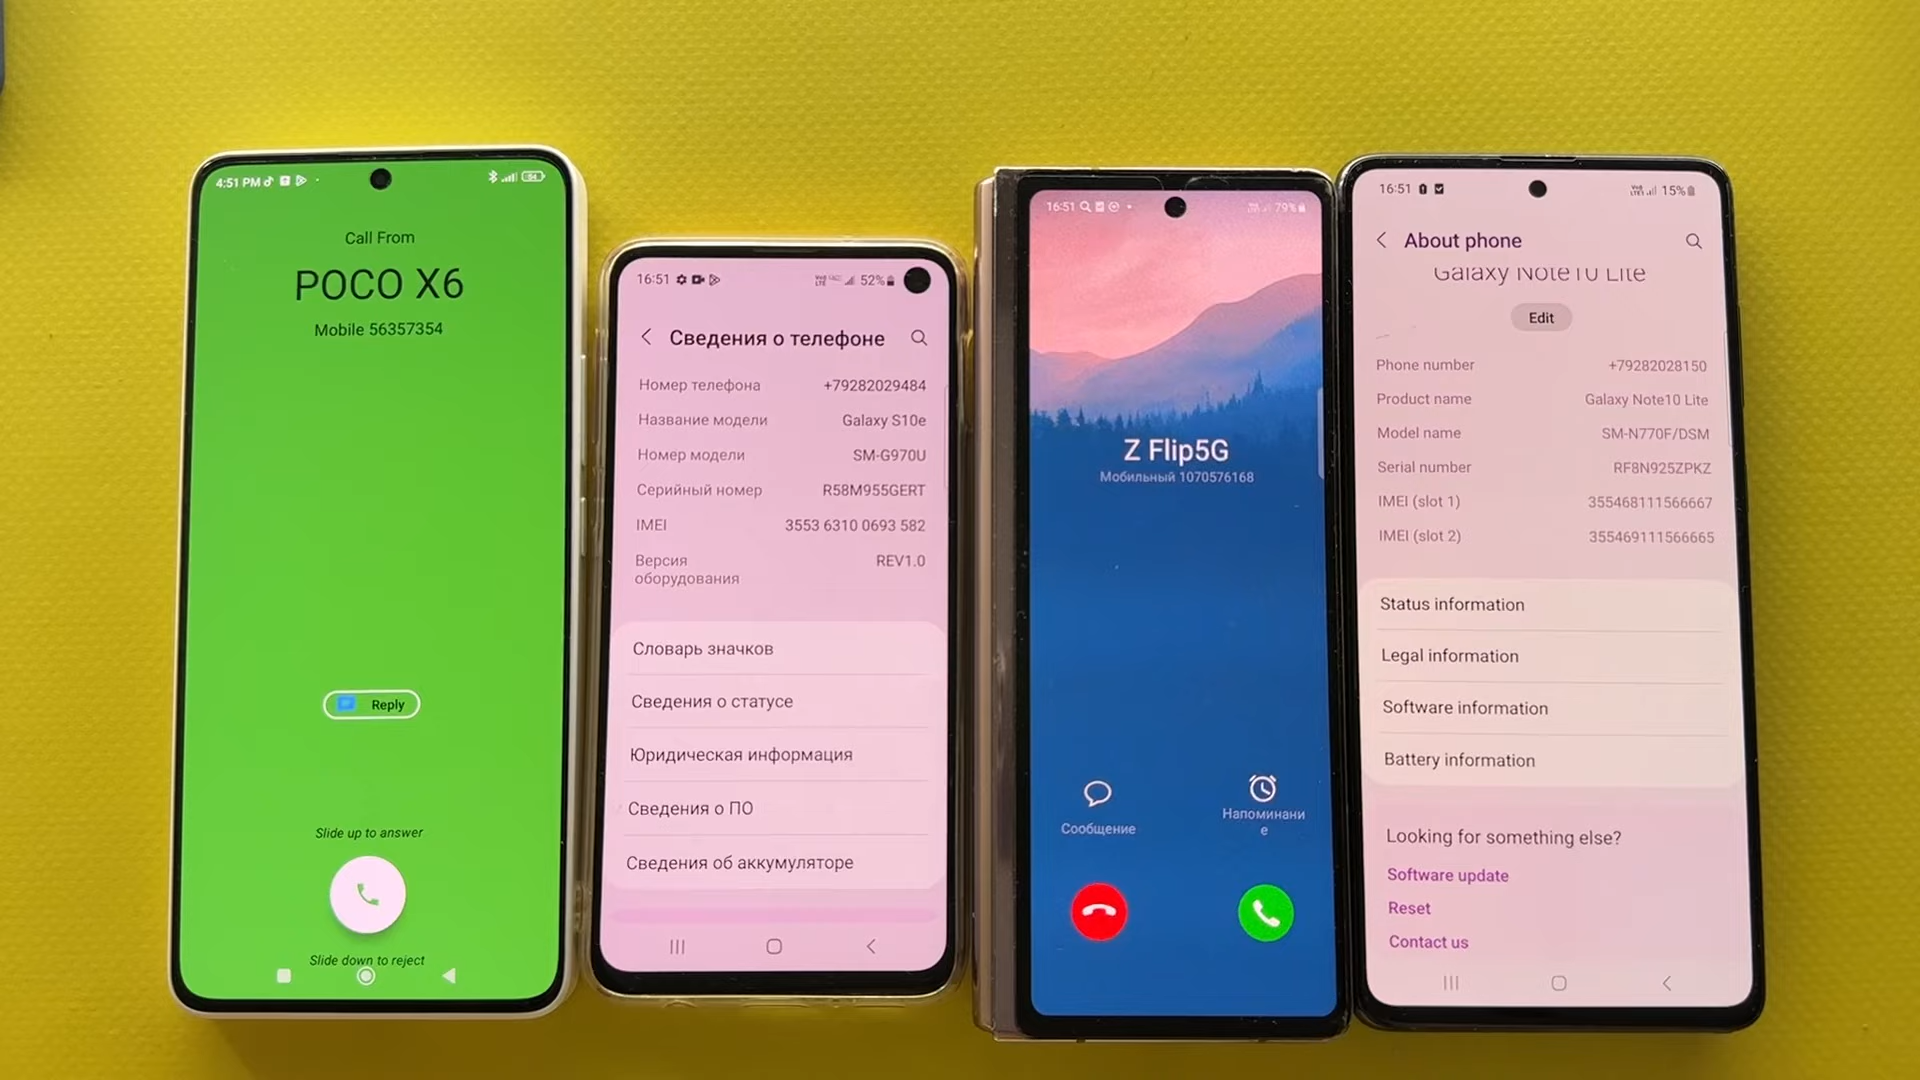 4:51 PM
54
Call From
POCO X6
Mobile 56357354
Reply
Slide up to answer
Slide down to reject
16:51
52%
Сведения о телефоне
Номер телефона +79282029484
Название модели Galaxy S10e
Номер модели SM-G970U
Серийный номер R58M955GERT
IMEI 3553 6310 0693 582
Версия
оборудования REV1.0
Словарь значков
Сведения о статусе
Юридическая информация
Сведения о ПО
Сведения об аккумуляторе
16:51
79%
Z Flip5G
Мобильный 1070576168
Сообщение
Напоминани
е
16:51
15%
About phone
Galaxy Note10 Lite
Edit
Phone number +79282028150
Product name Galaxy Note10 Lite
Model name SM-N770F/DSM
Serial number RF8N925ZPKZ
IMEI (slot 1) 355468111566667
IMEI (slot 2) 355469111566665
Status information
Legal information
Software information
Battery information
Looking for something else?
Software update
Reset
Contact us